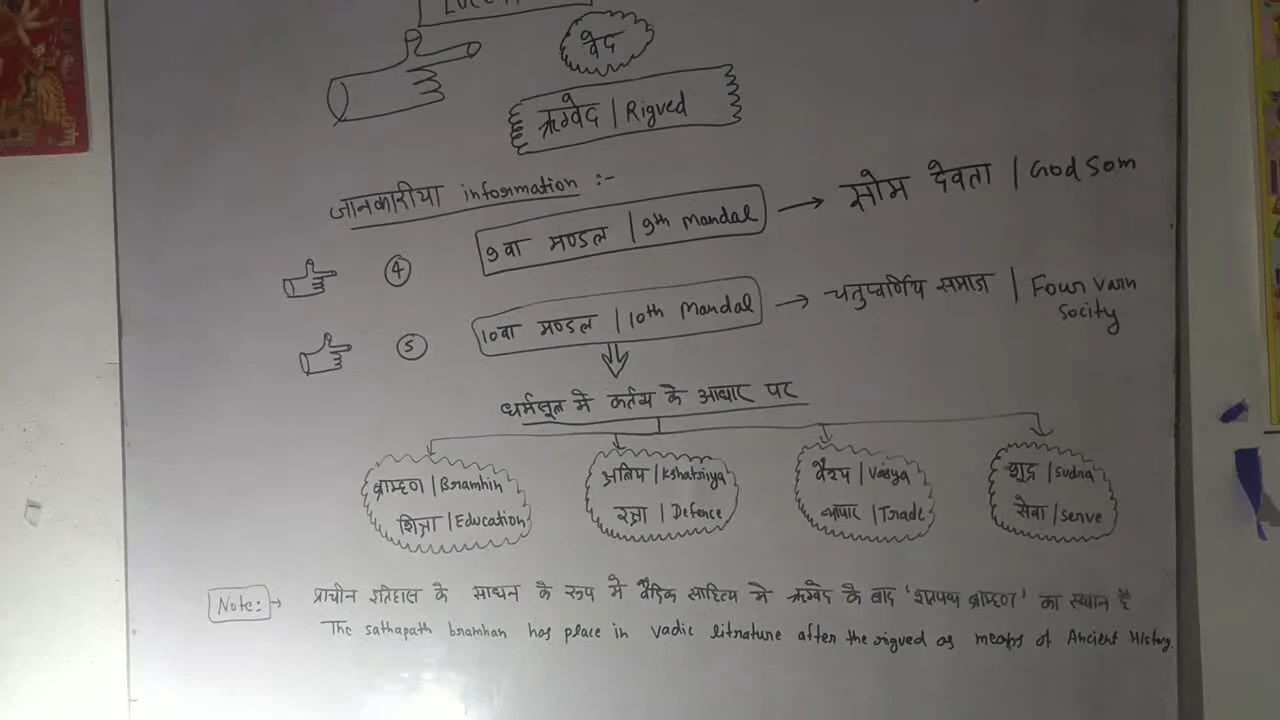 वेद
ऋग्वेद | Rigved
जानकारीया information :-
④ 9वा मण्डल | 9th Mandal → सोम देवता | God Som
⑤ 10वा मण्डल | 10th Mandal → चतुष्वर्णिय समाज | Four varn
socity
धर्मसूत्र में कर्तव्य के आधार पर
ब्राम्हण | Bramhin
शिक्षा | Education
क्षत्रिय | Kshatriya
रक्षा | Defence
वैश्य | Vaisya
व्यापार | Trade
शुद्र | Sudra
सेवा | Serve
Note: → प्राचीन इतिहास के साधन के रूप मे वैदिक साहित्य मे ऋग्वेद के बाद 'शतपथ ब्राम्हण' का स्थान है
The sathapath bramhan has place in vadic litrature after the rigved as means of Ancient History.